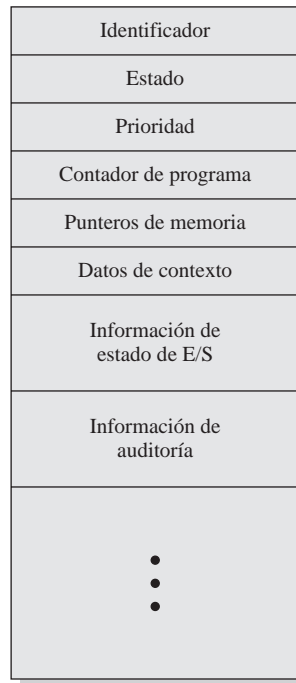 Identificador
Estado
Prioridad
Contador de programa
Punteros de memoria
Datos de contexto
Información de
estado de E/S
Información de
auditoría